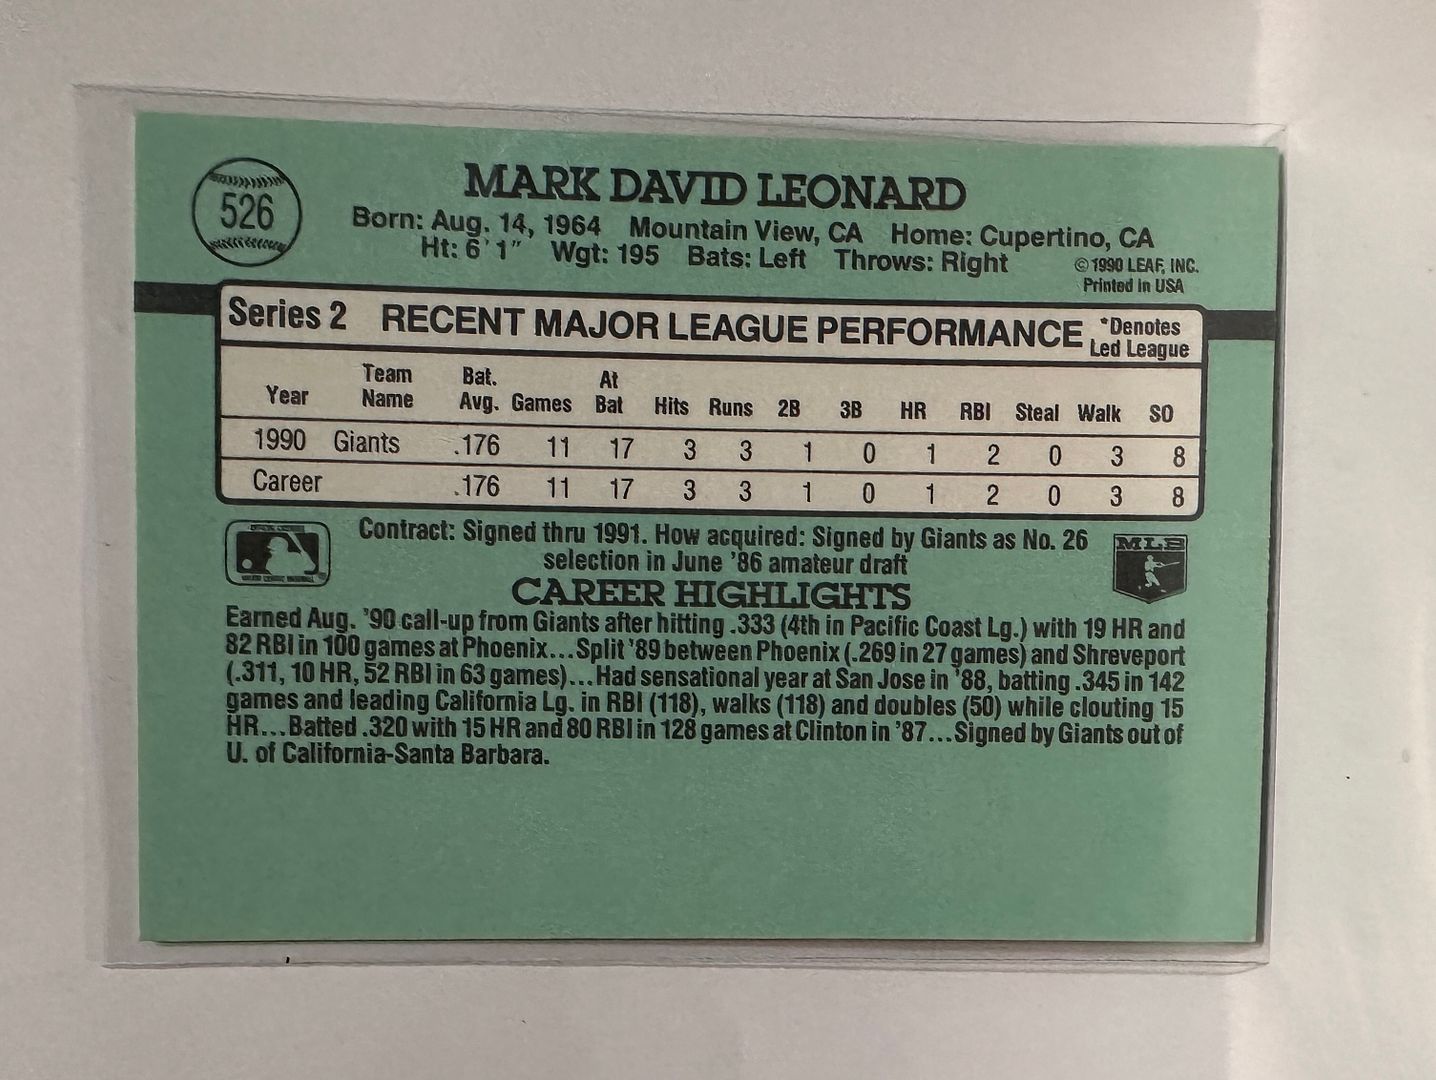 526
MARK DAVID LEONARD
Born: Aug. 14, 1964 Mountain View, CA Home: Cupertino, CA
Ht: 6' 1" Wgt: 195 Bats: Left Throws: Right
© 1990 LEAF, INC.
Printed in USA
Series 2 RECENT MAJOR LEAGUE PERFORMANCE *Denotes
Led League
Year Team Name Bat. Avg. Games At Bat Hits Runs 2B 3B HR RBI Steal Walk SO
1990 Giants .176 11 17 3 3 1 0 1 2 0 3 8
Career .176 11 17 3 3 1 0 1 2 0 3 8
Contract: Signed thru 1991. How acquired: Signed by Giants as No. 26
selection in June '86 amateur draft
MLB
CAREER HIGHLIGHTS
Earned Aug. '90 call-up from Giants after hitting .333 (4th in Pacific Coast Lg.) with 19 HR and
82 RBI in 100 games at Phoenix...Split '89 between Phoenix (.269 in 27 games) and Shreveport
(.311, 10 HR, 52 RBI in 63 games)...Had sensational year at San Jose in '88, batting .345 in 142
games and leading California Lg. in RBI (118), walks (118) and doubles (50) while clouting 15
HR...Batted .320 with 15 HR and 80 RBI in 128 games at Clinton in '87...Signed by Giants out of
U. of California-Santa Barbara.